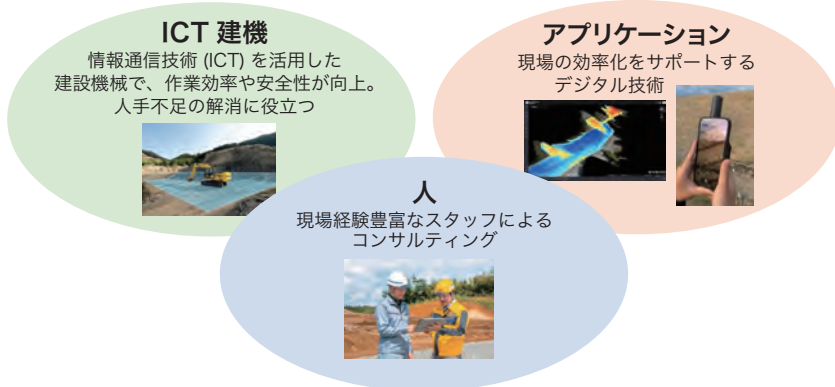 ICT 建機
情報通信技術 (ICT) を活用した
建設機械で、作業効率や安全性が向上。
人手不足の解消に役立つ
アプリケーション
現場の効率化をサポートする
デジタル技術
人
現場経験豊富なスタッフによる
コンサルティング